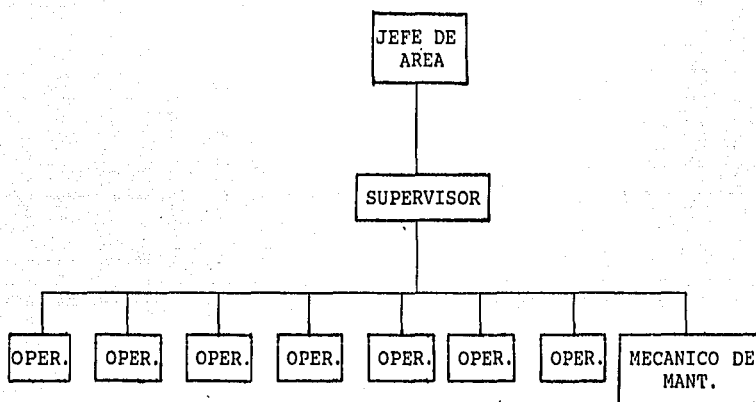 JEFE DE
AREA
SUPERVISOR
OPER.
OPER.
OPER.
OPER.
OPER.
OPER.
OPER.
MECANICO DE
MANT.